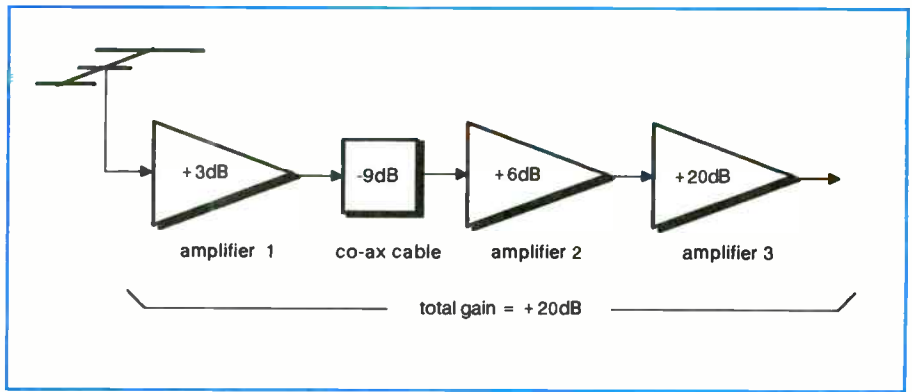 +3dB
-9dB
+6dB
+20dB
amplifier 1
co-ax cable
amplifier 2
amplifier 3
total gain = +20dB